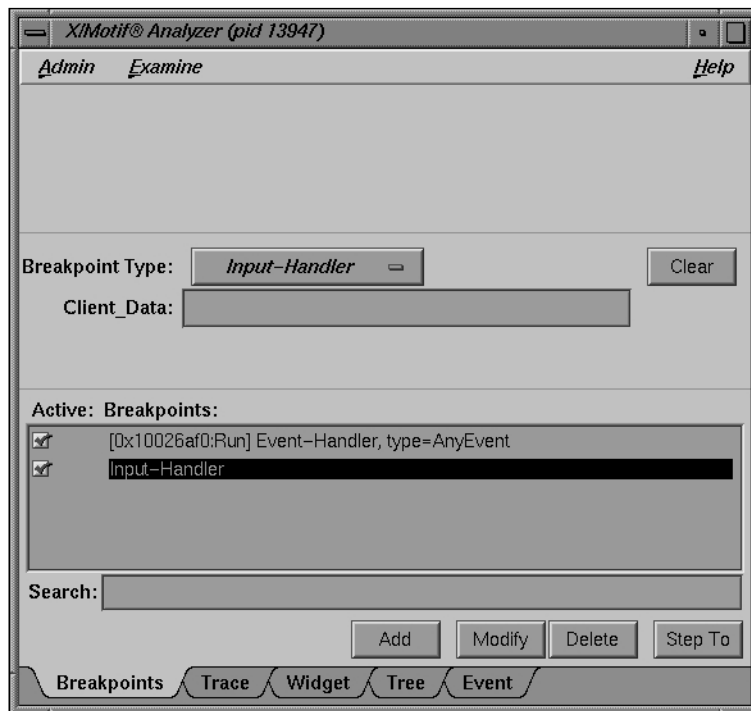 X/Motif® Analyzer (pid 13947)
Admin Examine Help
Breakpoint Type: Input-Handler Clear
Client_Data:
Active: Breakpoints:
[0x10026af0:Run] Event-Handler, type=AnyEvent
Input-Handler
Search:
Add Modify Delete Step To
Breakpoints Trace Widget Tree Event